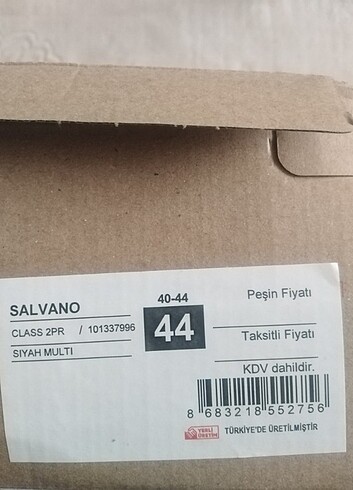 SALVANO
CLASS 2PR / 101337996
SIYAH MULTI
40-44
44
Peşin Fiyatı
Taksitli Fiyatı
KDV dahildir.
8 683218 552756
YERLİ
ÜRETİM
TÜRKİYE'DE ÜRETİLMİŞTİR